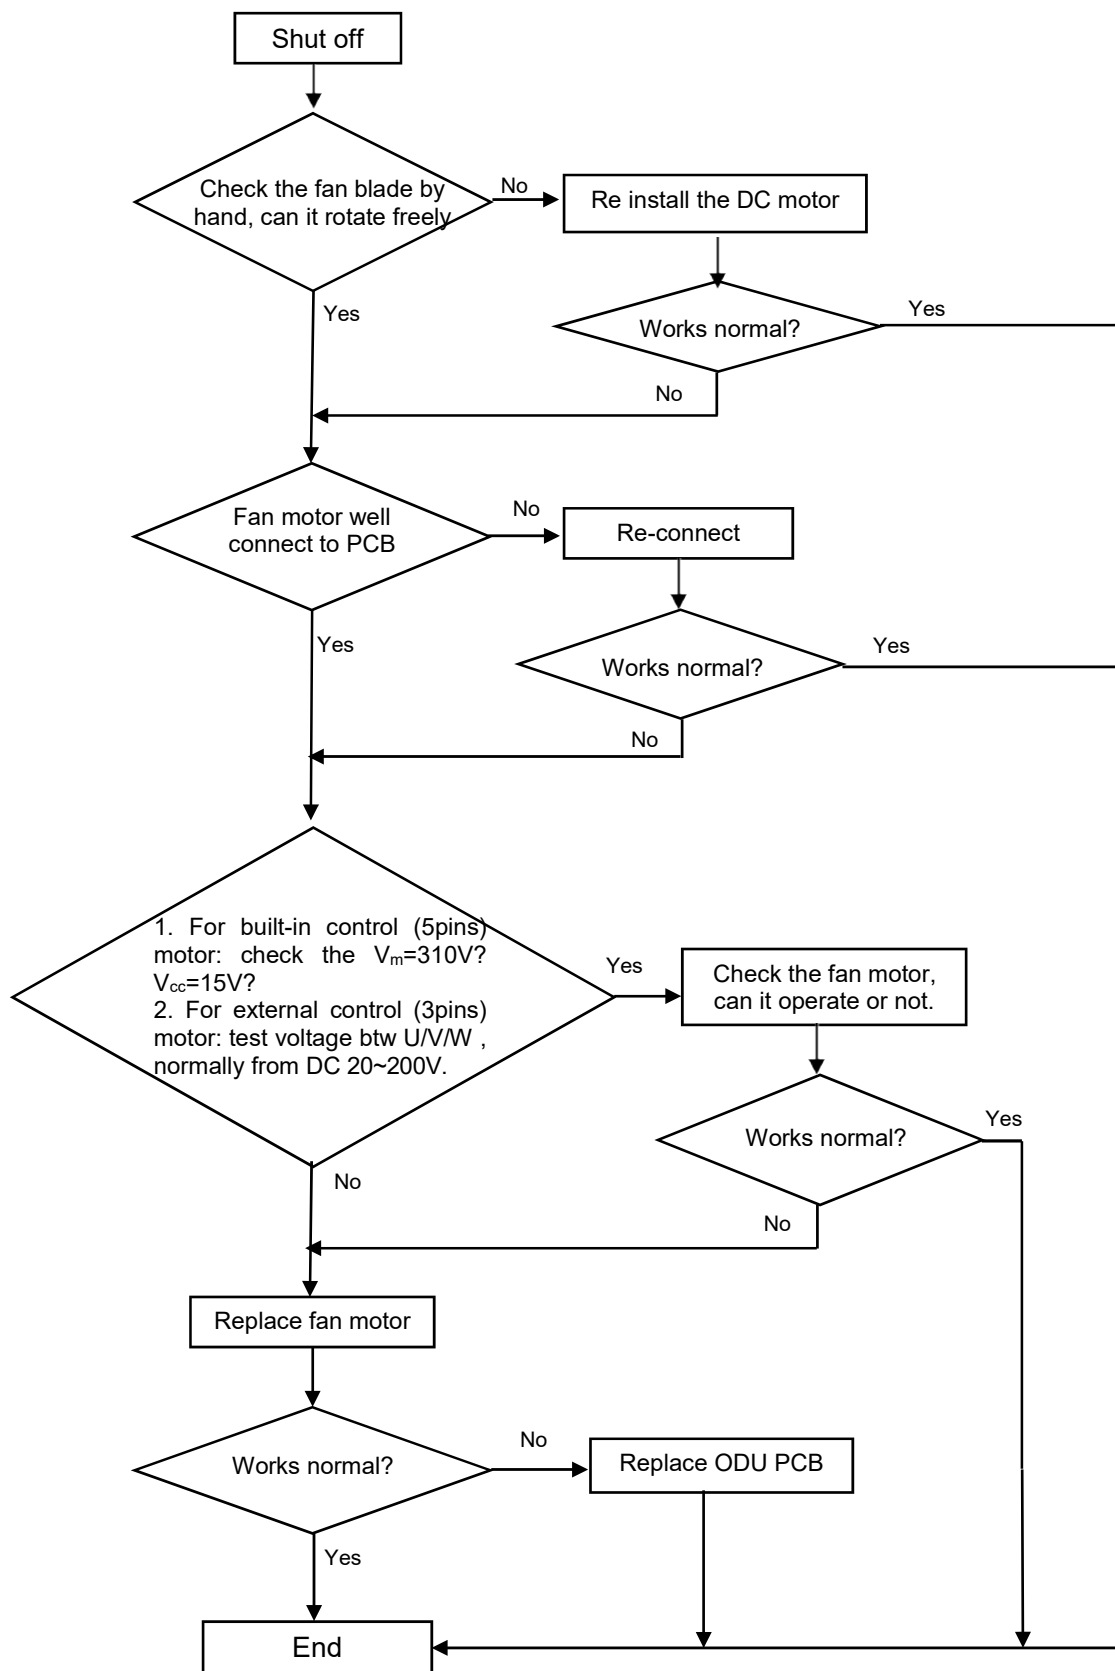 Shut off
Check the fan blade by
hand, can it rotate freely
No
Re install the DC motor
Yes
Works normal?
Yes
No
Fan motor well
connect to PCB
No
Re-connect
Yes
Works normal?
Yes
No
1. For built-in control (5pins)
motor: check the Vm=310V?
Vcc=15V?
2. For external control (3pins)
motor: test voltage btw U/V/W ,
normally from DC 20~200V.
Yes
Check the fan motor,
can it operate or not.
Works normal?
Yes
No
No
Replace fan motor
Works normal?
No
Replace ODU PCB
Yes
End